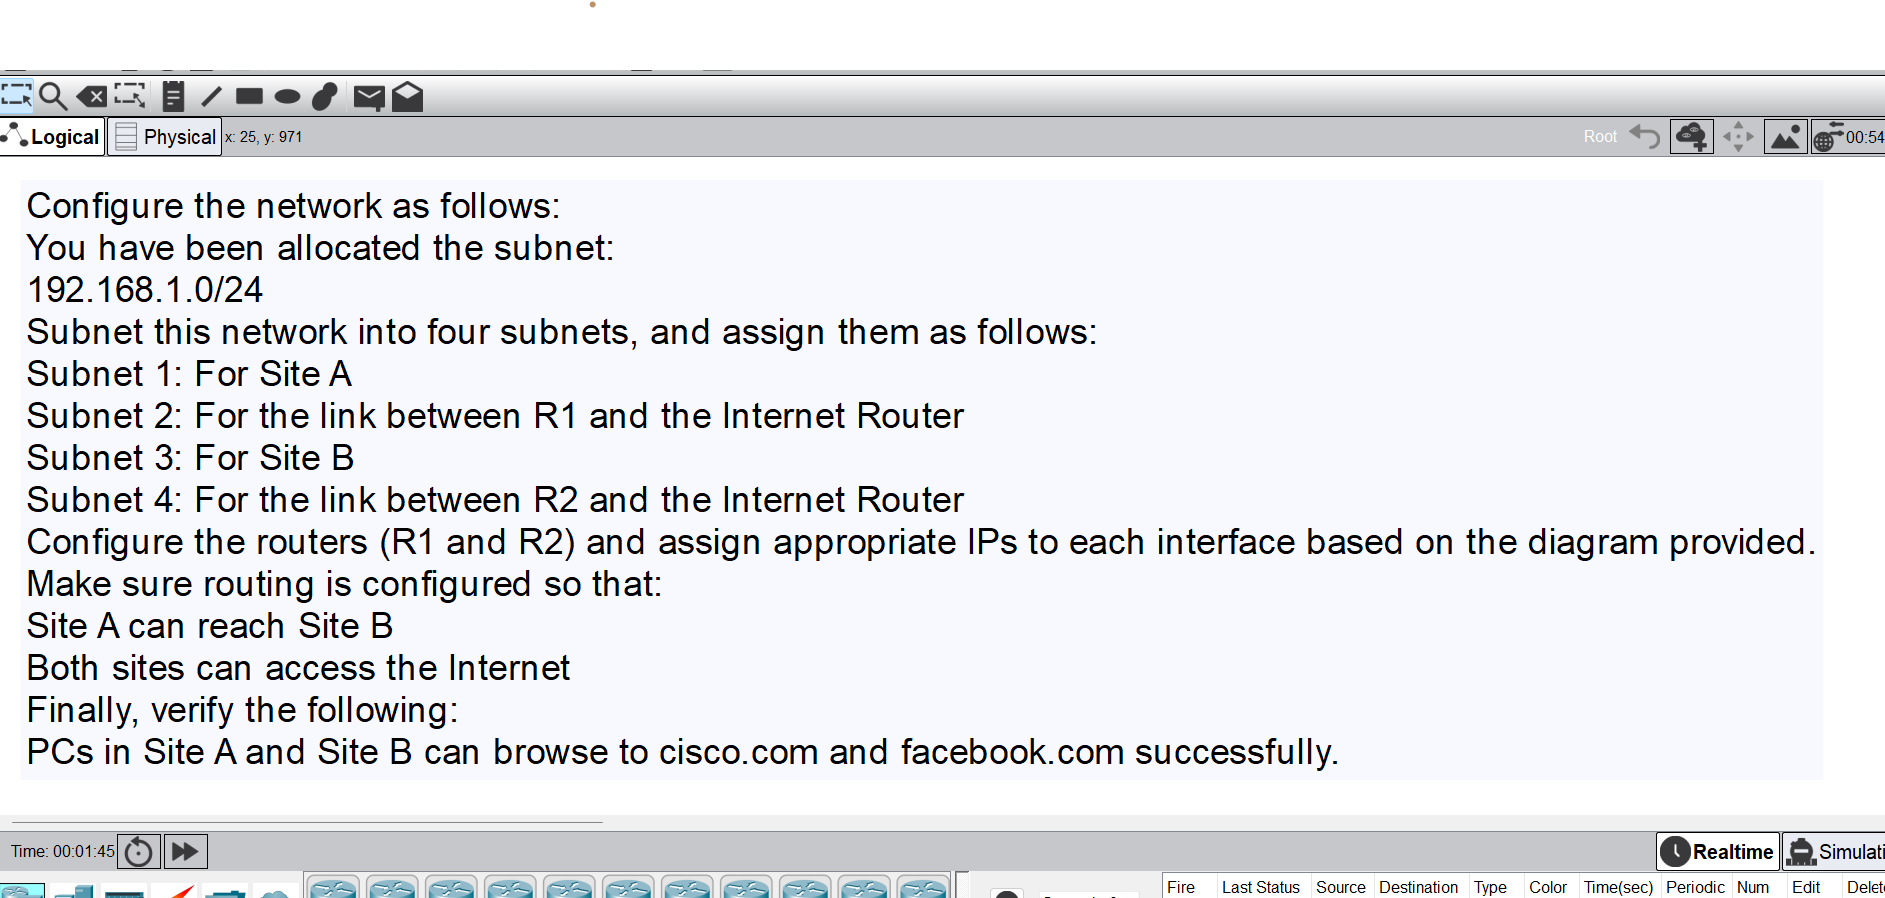 Logical
Physical
x: 25, y: 971
Root
00:54
Configure the network as follows:
You have been allocated the subnet:
192.168.1.0/24
Subnet this network into four subnets, and assign them as follows:
Subnet 1: For Site A
Subnet 2: For the link between R1 and the Internet Router
Subnet 3: For Site B
Subnet 4: For the link between R2 and the Internet Router
Configure the routers (R1 and R2) and assign appropriate IPs to each interface based on the diagram provided.
Make sure routing is configured so that:
Site A can reach Site B
Both sites can access the Internet
Finally, verify the following:
PCs in Site A and Site B can browse to cisco.com and facebook.com successfully.
Time: 00:01:45
Realtime
Simulati
Fire Last Status Source Destination Type Color Time(sec) Periodic Num Edit Delet